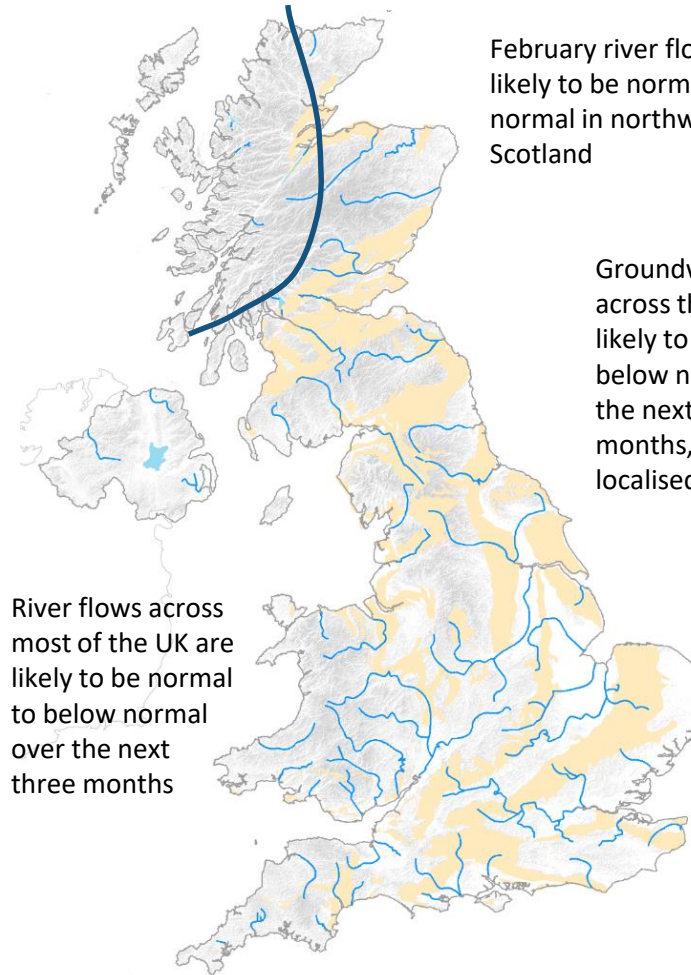 February river flo
likely to be norm
normal in northw
Scotland
Groundw
across th
likely to
below n
the next
months,
localised
River flows across
most of the UK are
likely to be normal
to below normal
over the next
three months